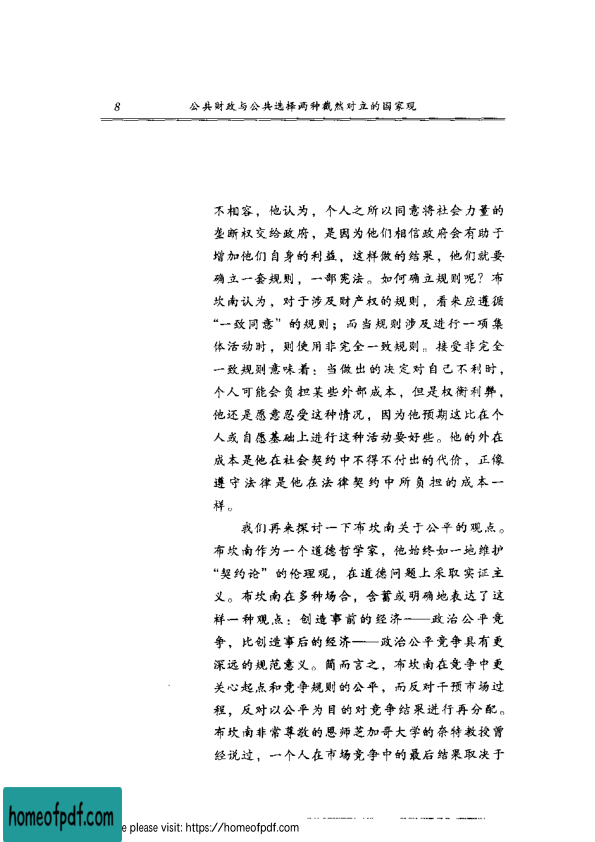 8 公共财政与公共选择两种截然对立的国家观
不相容，他认为，个人之所以同意将社会力量的
垄断权交给政府，是因为他们相信政府会有助于
增加他们自身的利益，这样做的结果，他们就要
确立一套规则，一部宪法。如何确立规则呢？布
坎南认为，对于涉及财产权的规则，看来应遵循
“一致同意”的规则；而当规则涉及进行一项集
体活动时，则使用非完全一致规则。接受非完全
一致规则意味着：当做出的决定对自己不利时，
个人可能会负担某些外部成本，但是权衡利弊，
他还是愿意忍受这种情况，因为他预期这比在个
人或自愿基础上进行这种活动要好些。他的外在
成本是他在社会契约中不得不付出的代价，正像
遵守法律是他在法律契约中所负担的成本一
样。
我们再来探讨一下布坎南关于公平的观点。
布坎南作为一个道德哲学家，他始终如一地维护
“契约论”的伦理观，在道德问题上采取实证主
义。布坎南在多种场合，含蓄或明确地表达了这
样一种观点：创造事前的经济——政治公平竞
争，比创造事后的经济——政治公平竞争具有更
深远的规范意义。简而言之，布坎南在竞争中更
关心起点和竞争规则的公平，而反对干预市场过
程，反对以公平为目的对竞争结果进行再分配。
布坎南非常尊敬的恩师芝加哥大学的奈特教授曾
经说过，一个人在市场竞争中的最后结果取决于
homeofpdf.com
e please visit: https://homeofpdf.com